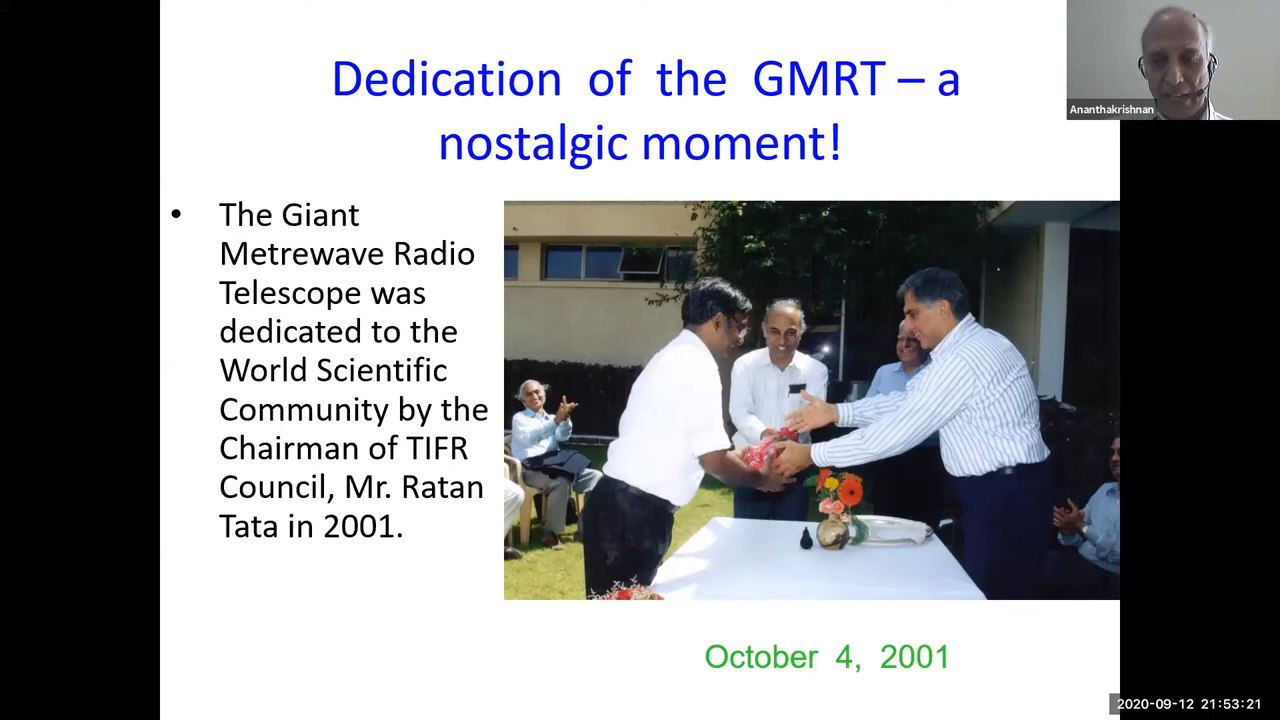 Dedication of the GMRT – a
nostalgic moment!
Ananthakrishnan
• The Giant
Metrewave Radio
Telescope was
dedicated to the
World Scientific
Community by the
Chairman of TIFR
Council, Mr. Ratan
Tata in 2001.
October 4, 2001
2020-09-12 21:53:21